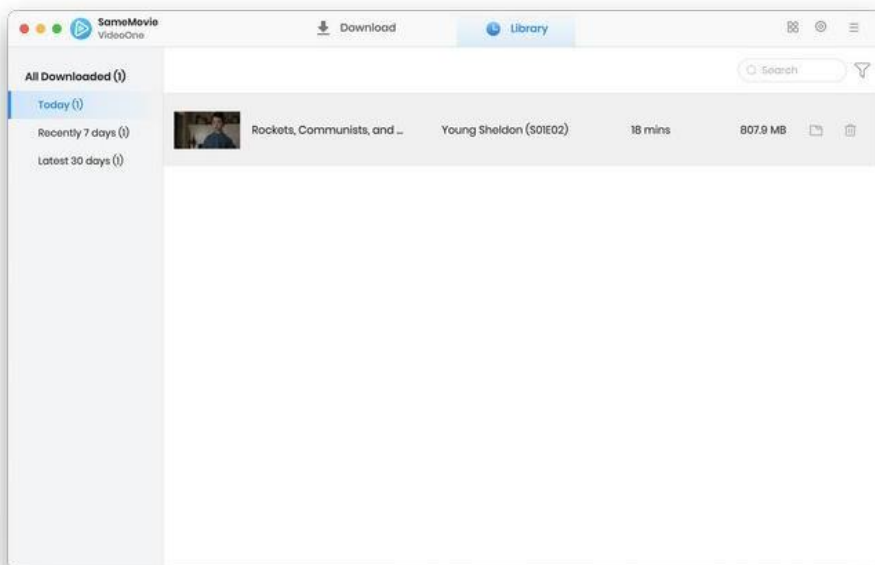 SameMovie
VideoOne
Download
Library
Search
All Downloaded (1)
Today (1)
Recently 7 days (1)
Latest 30 days (1)
Rockets, Communists, and ... Young Sheldon (S01E02) 18 mins 807.9 MB